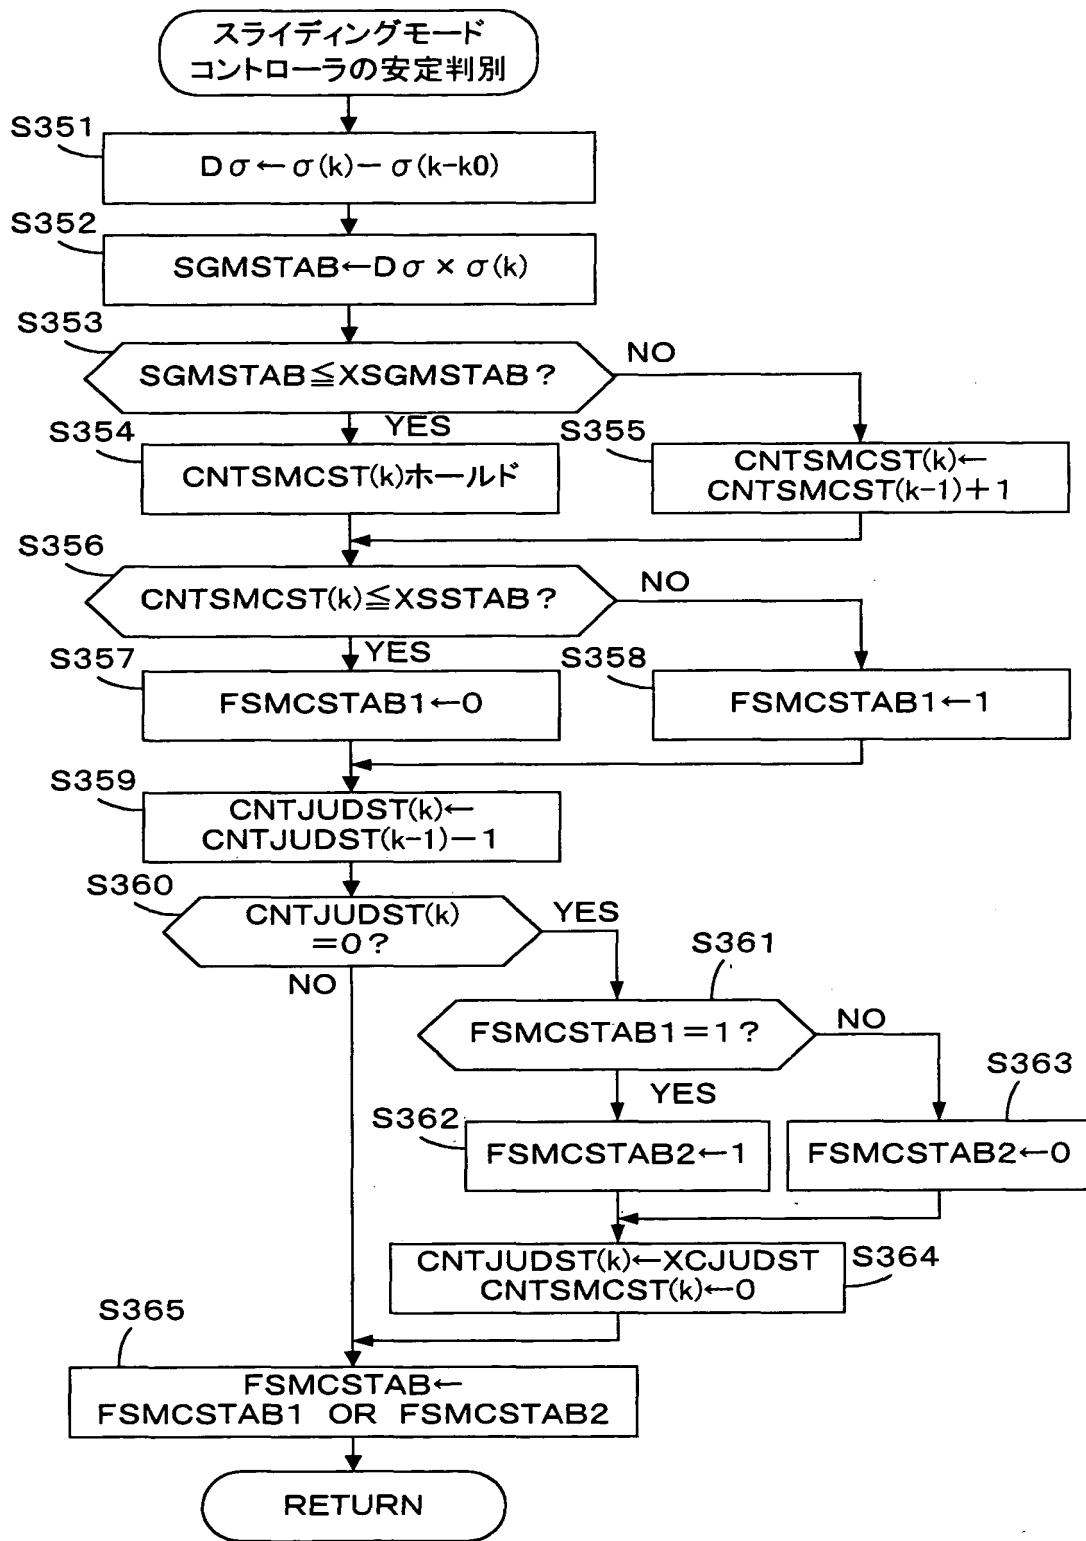 スライディングモード
コントローラの安定判別
S351
Dσ←σ(k)−σ(k-k0)
S352
SGMSTAB←Dσ×σ(k)
S353
SGMSTAB≦XSGMSTAB?
NO
YES
S354
CNTSMCST(k)ホールド
S355
CNTSMCST(k)←
CNTSMCST(k-1)+1
S356
CNTSMCST(k)≦XSSTAB?
NO
YES
S357
FSMCSTAB1←0
S358
FSMCSTAB1←1
S359
CNTJUDST(k)←
CNTJUDST(k-1)−1
S360
CNTJUDST(k)
=0?
YES
NO
S361
FSMCSTAB1=1?
NO
YES
S362
FSMCSTAB2←1
S363
FSMCSTAB2←0
CNTJUDST(k)←XCJUDST
CNTSMCST(k)←0
S364
S365
FSMCSTAB←
FSMCSTAB1 OR FSMCSTAB2
RETURN